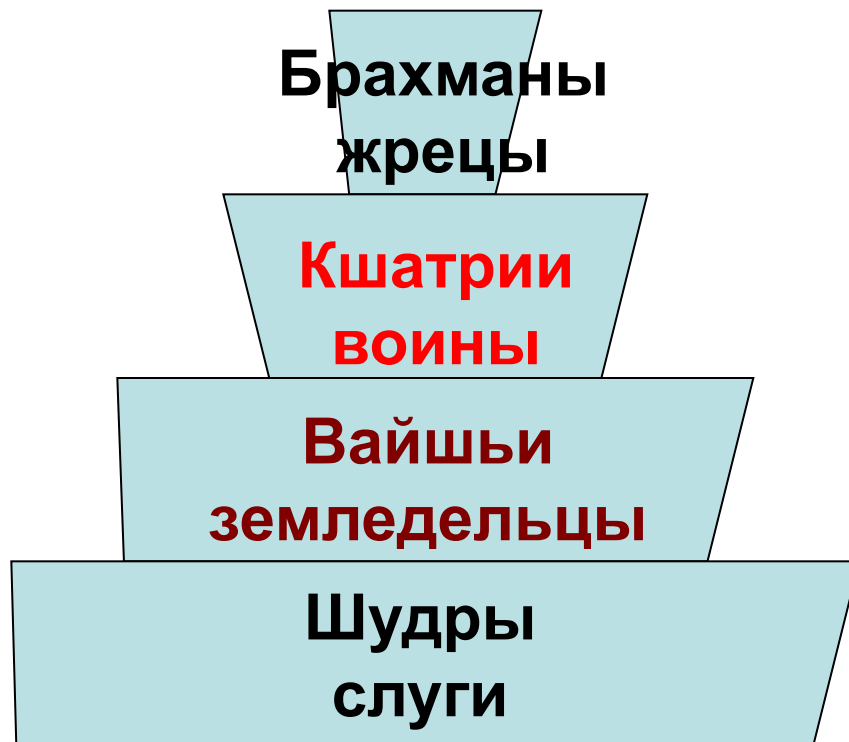 Брахманы
жрецы
Кшатрии
воины
Вайшьи
земледельцы
Шудры
слуги